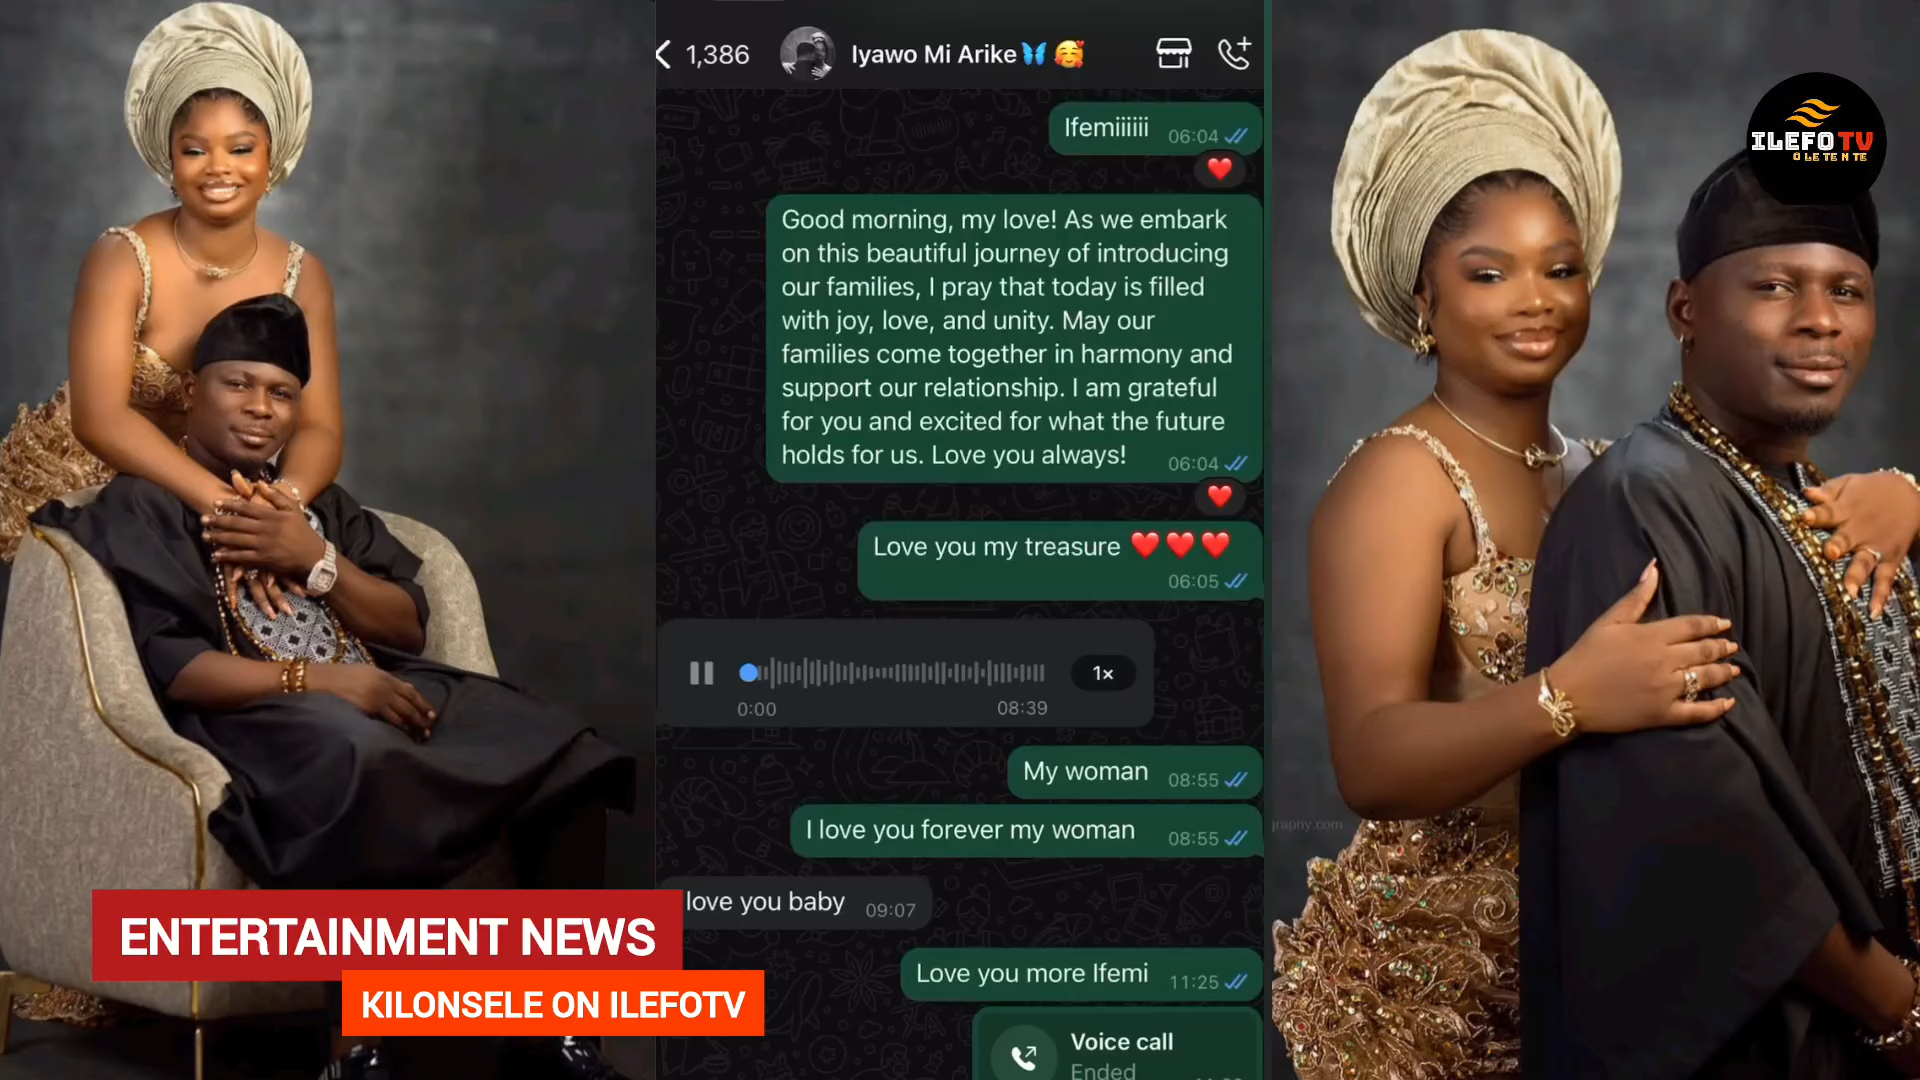 1,386
Iyawo Mi Arike🦋🥰
Ifemiiiiii
06:04
Good morning, my love! As we embark
on this beautiful journey of introducing
our families, I pray that today is filled
with joy, love, and unity. May our
families come together in harmony and
support our relationship. I am grateful
for you and excited for what the future
holds for us. Love you always!
06:04
Love you my treasure ❤️❤️❤️
06:05
1x
0:00
08:39
My woman
08:55
I love you forever my woman
08:55
love you baby
09:07
Love you more Ifemi
11:25
Voice call
Ended
ILEFO TV
O LE TE N TE
raphy.com
ENTERTAINMENT NEWS
KILONSELE ON ILEFOTV